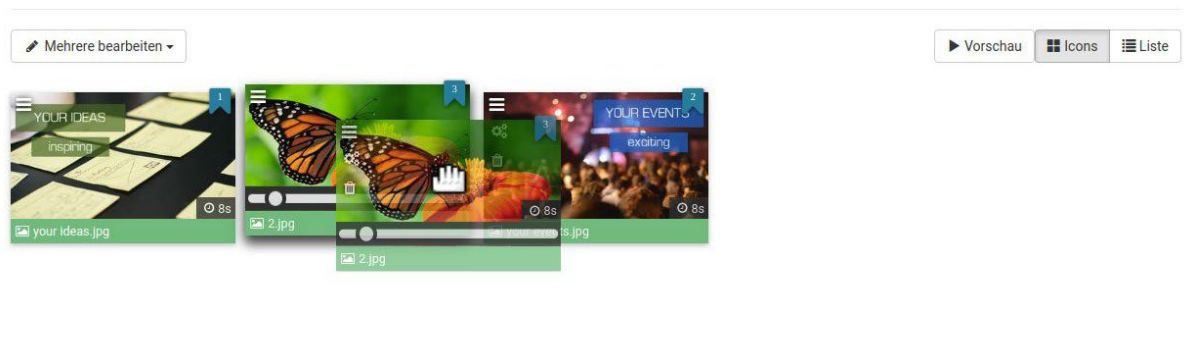 Mehrere bearbeiten
Vorschau
Icons
Liste
1
YOUR IDEAS
inspiring
8s
your ideas.jpg
3
2.jpg
3
8s
2.jpg
2
YOUR EVENTS
exciting
8s
your events.jpg